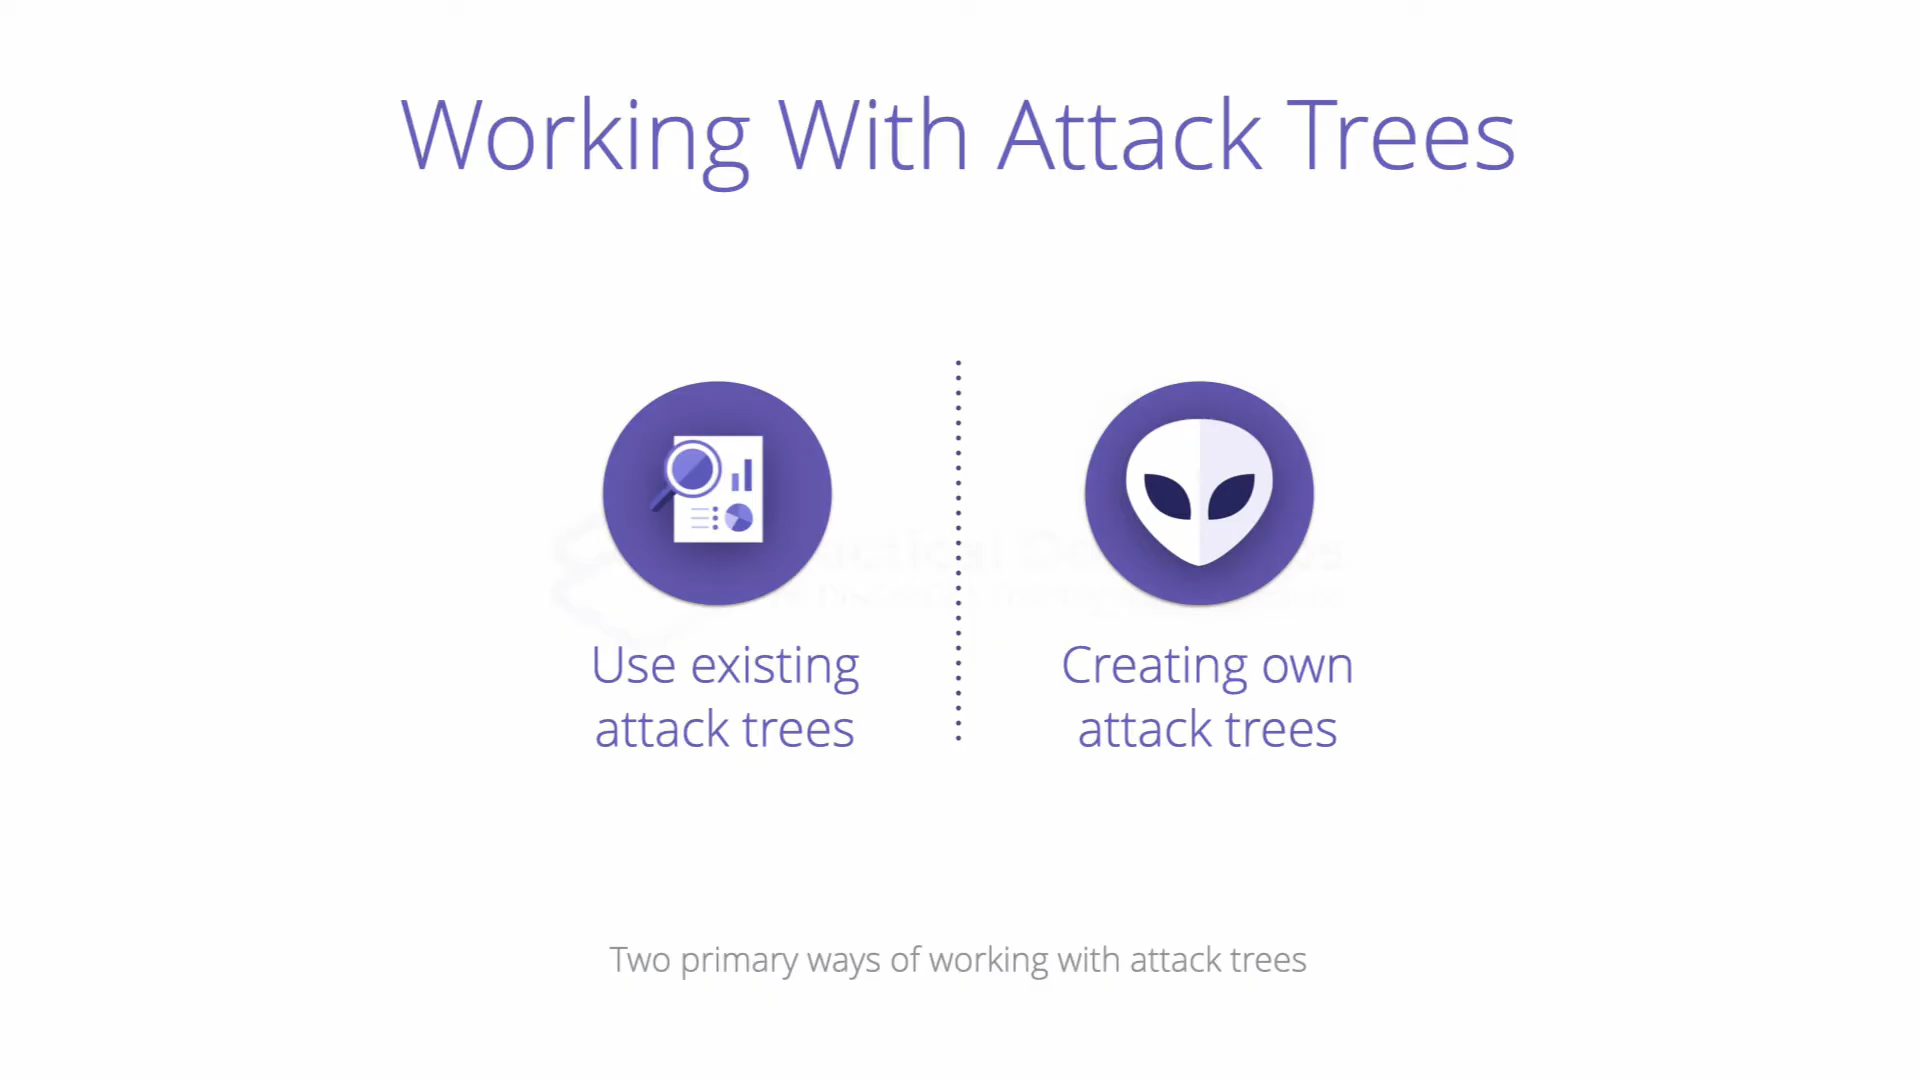 Working With Attack Trees
Use existing
attack trees
Creating own
attack trees
Two primary ways of working with attack trees